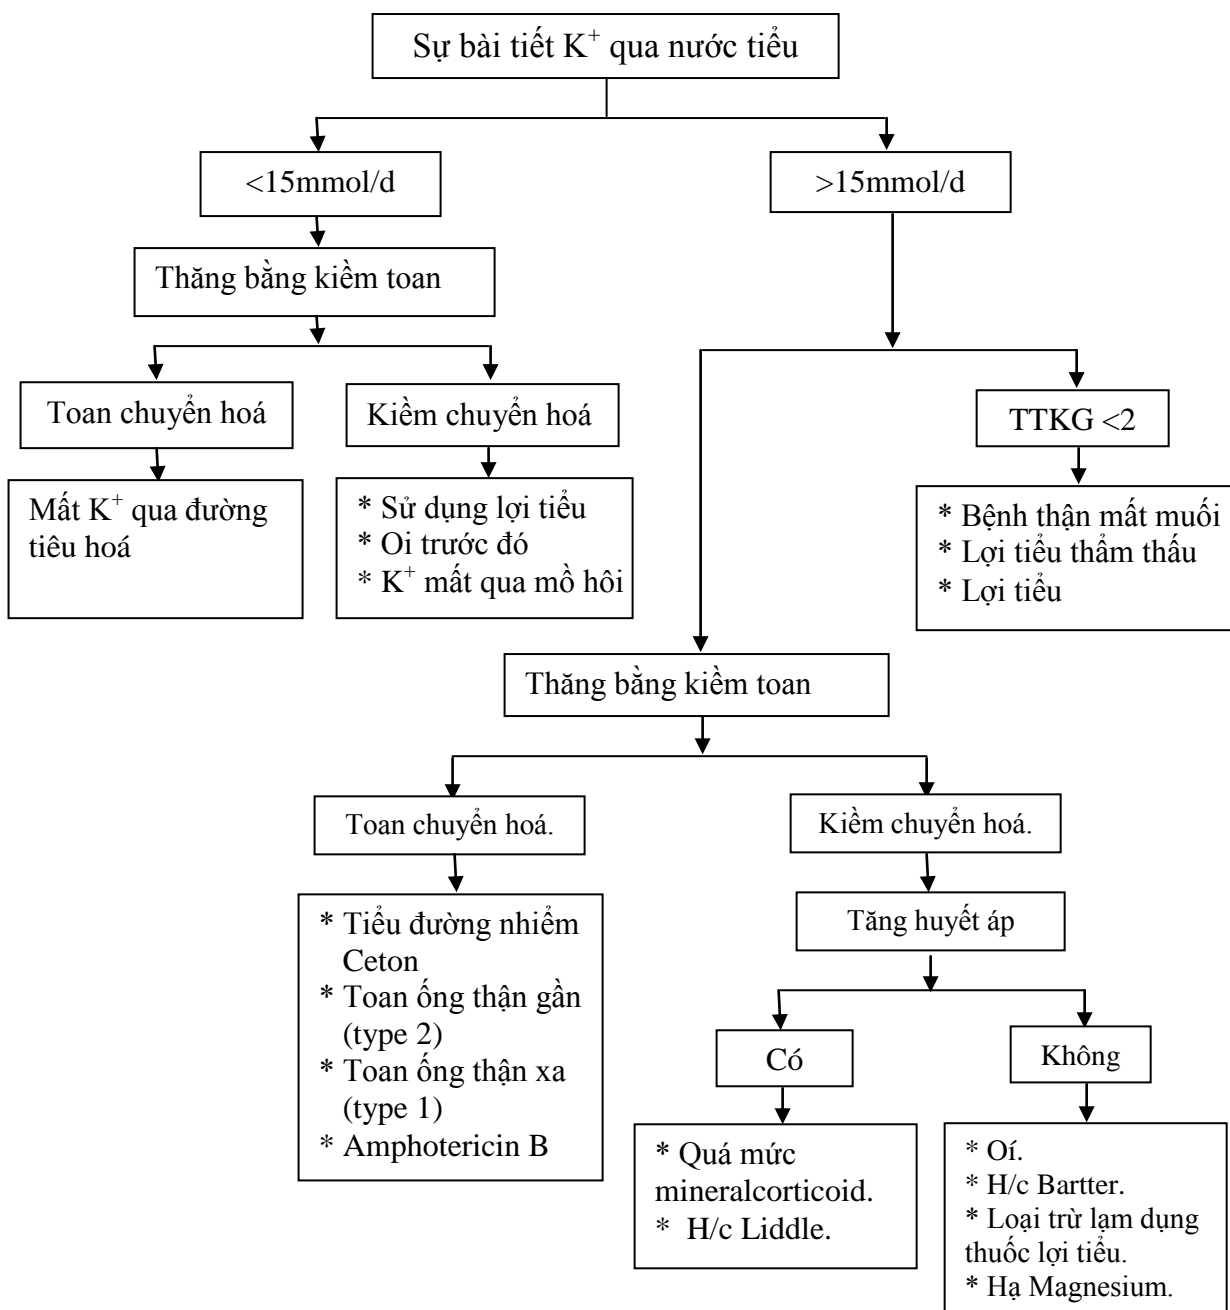 Sự bài tiết K⁺ qua nước tiểu
<15mmol/d
>15mmol/d
Thăng bằng kiềm toan
Toan chuyển hoá
Kiềm chuyển hoá
TTKG <2
Mất K⁺ qua đường
tiêu hoá
* Sử dụng lợi tiểu
* Oi trước đó
* K⁺ mất qua mồ hôi
* Bệnh thận mất muối
* Lợi tiểu thẩm thấu
* Lợi tiểu
Thăng bằng kiềm toan
Toan chuyển hoá.
Kiềm chuyển hoá.
* Tiểu đường nhiểm
Ceton
* Toan ống thận gần
(type 2)
* Toan ống thận xa
(type 1)
* Amphotericin B
Tăng huyết áp
Có
Không
* Quá mức
mineralcorticoid.
* H/c Liddle.
* Oí.
* H/c Bartter.
* Loại trừ lạm dụng
thuốc lợi tiểu.
* Hạ Magnesium.